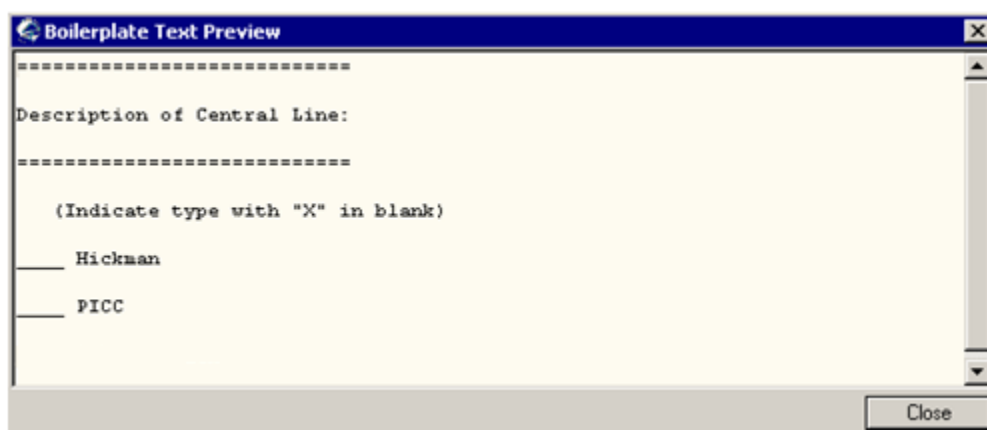 Boilerplate Text Preview
============================
Description of Central Line:
============================
(Indicate type with "X" in blank)
____ Hickman
____ PICC
Close